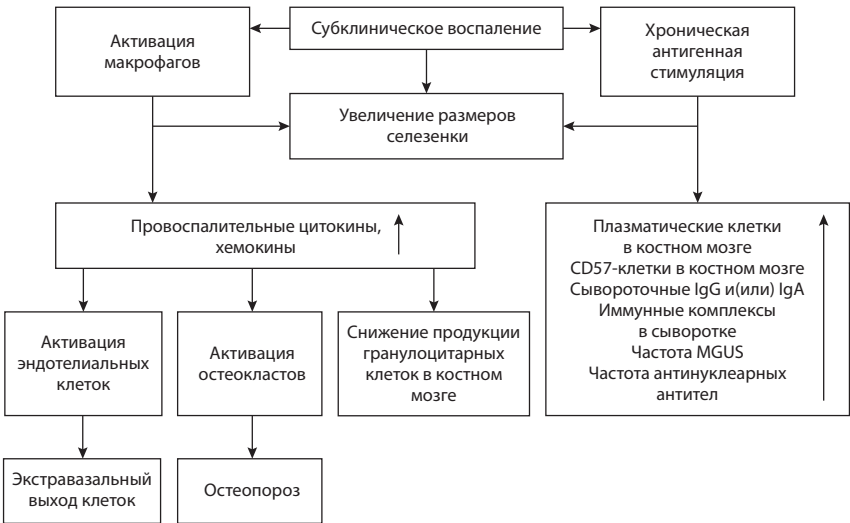 Активация
макрофагов
Субклиническое воспаление
Хроническая
антигенная
стимуляция
Увеличение размеров
селезенки
Провоспалительные цитокины,
хемокины
Плазматические клетки
в костном мозге
CD57-клетки в костном мозге
Сывороточные IgG и(или) IgA
Иммунные комплексы
в сыворотке
Частота MGUS
Частота антинуклеарных
антител
Активация
эндотелиальных
клеток
Активация
остеокластов
Снижение продукции
гранулоцитарных
клеток в костном
мозге
Экстравазальный
выход клеток
Остеопороз